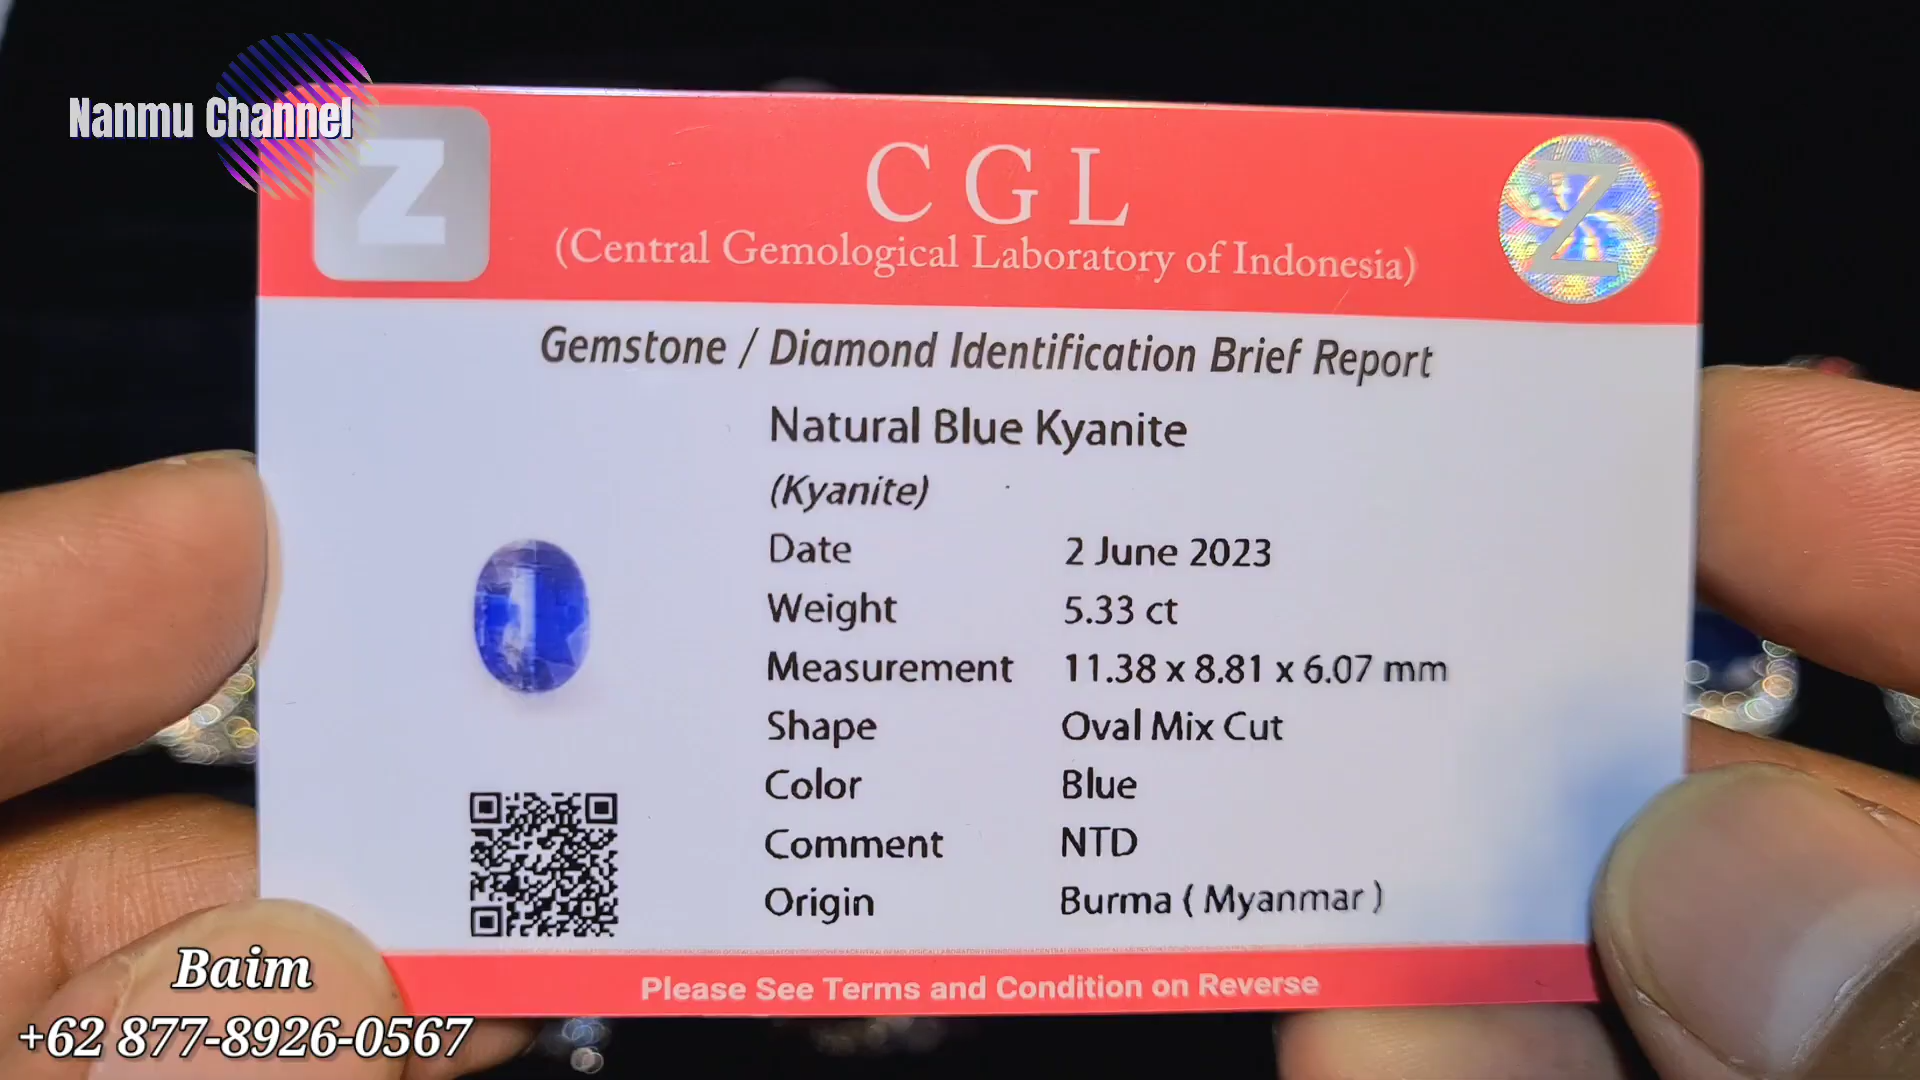 Nanmu Channel
Z
C G L
Z
(Central Gemological Laboratory of Indonesia)
Gemstone / Diamond Identification Brief Report
Natural Blue Kyanite
(Kyanite)
Date 2 June 2023
Weight 5.33 ct
Measurement 11.38 x 8.81 x 6.07 mm
Shape Oval Mix Cut
Color Blue
Comment NTD
Origin Burma ( Myanmar )
Please See Terms and Condition on Reverse
Baim
+62 877-8926-0567